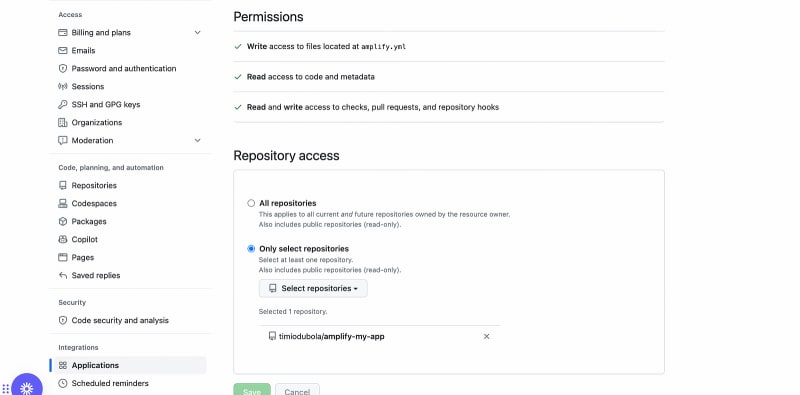 Access
Billing and plans
Emails
Password and authentication
Sessions
SSH and GPG keys
Organizations
Moderation
Code, planning, and automation
Repositories
Codespaces
Packages
Copilot
Pages
Saved replies
Security
Code security and analysis
Integrations
Applications
Scheduled reminders
Permissions
Write access to files located at amplify.yml
Read access to code and metadata
Read and write access to checks, pull requests, and repository hooks
Repository access
All repositories
This applies to all current and future repositories owned by the resource owner.
Also includes public repositories (read-only).
Only select repositories
Select at least one repository.
Also includes public repositories (read-only).
Select repositories
Selected 1 repository.
timiodubola/amplify-my-app
Save
Cancel